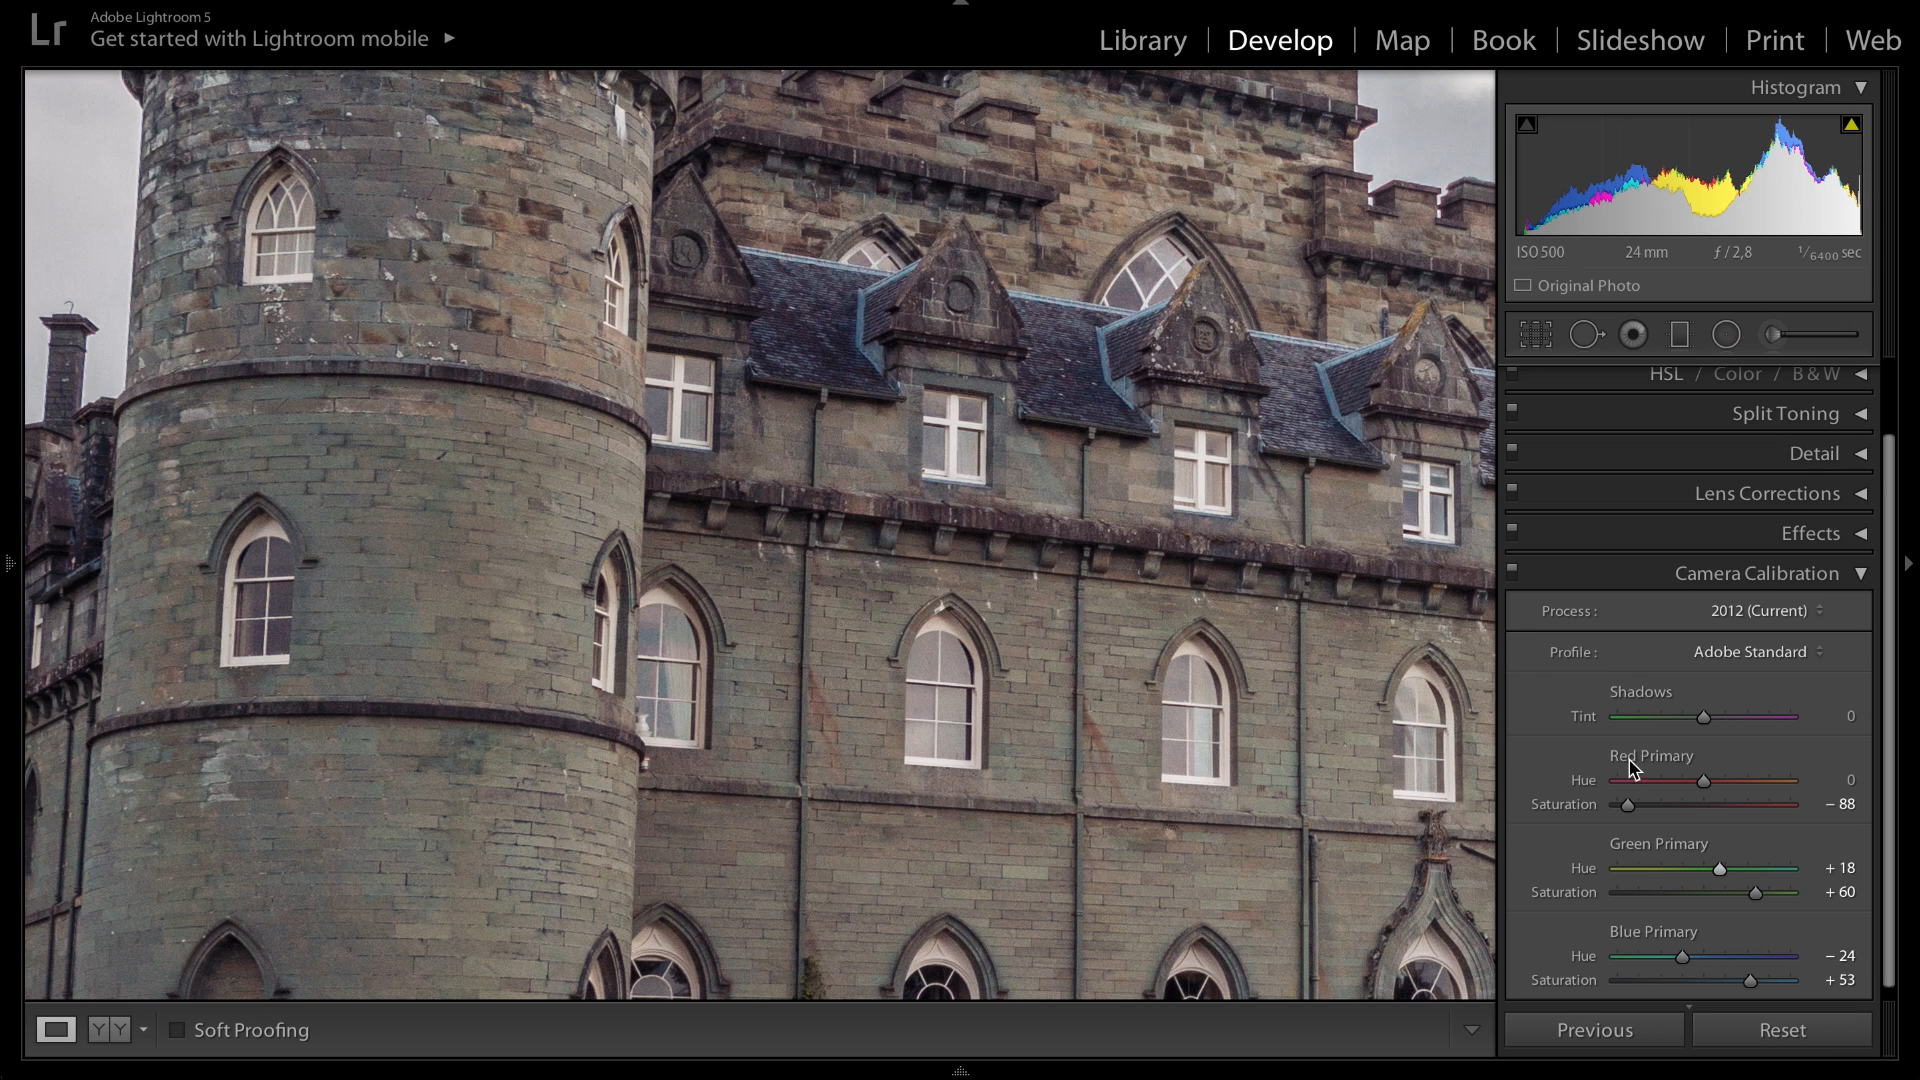 Lr
Adobe Lightroom 5
Get started with Lightroom mobile
Library | Develop | Map | Book | Slideshow | Print | Web
Histogram
ISO 500 24 mm ƒ / 2,8 1/6400 sec
Original Photo
HSL / Color / B & W
Split Toning
Detail
Lens Corrections
Effects
Camera Calibration
Process : 2012 (Current)
Profile : Adobe Standard
Shadows
Tint 0
Red Primary
Hue 0
Saturation − 88
Green Primary
Hue + 18
Saturation + 60
Blue Primary
Hue − 24
Saturation + 53
Y Y Soft Proofing
Previous Reset